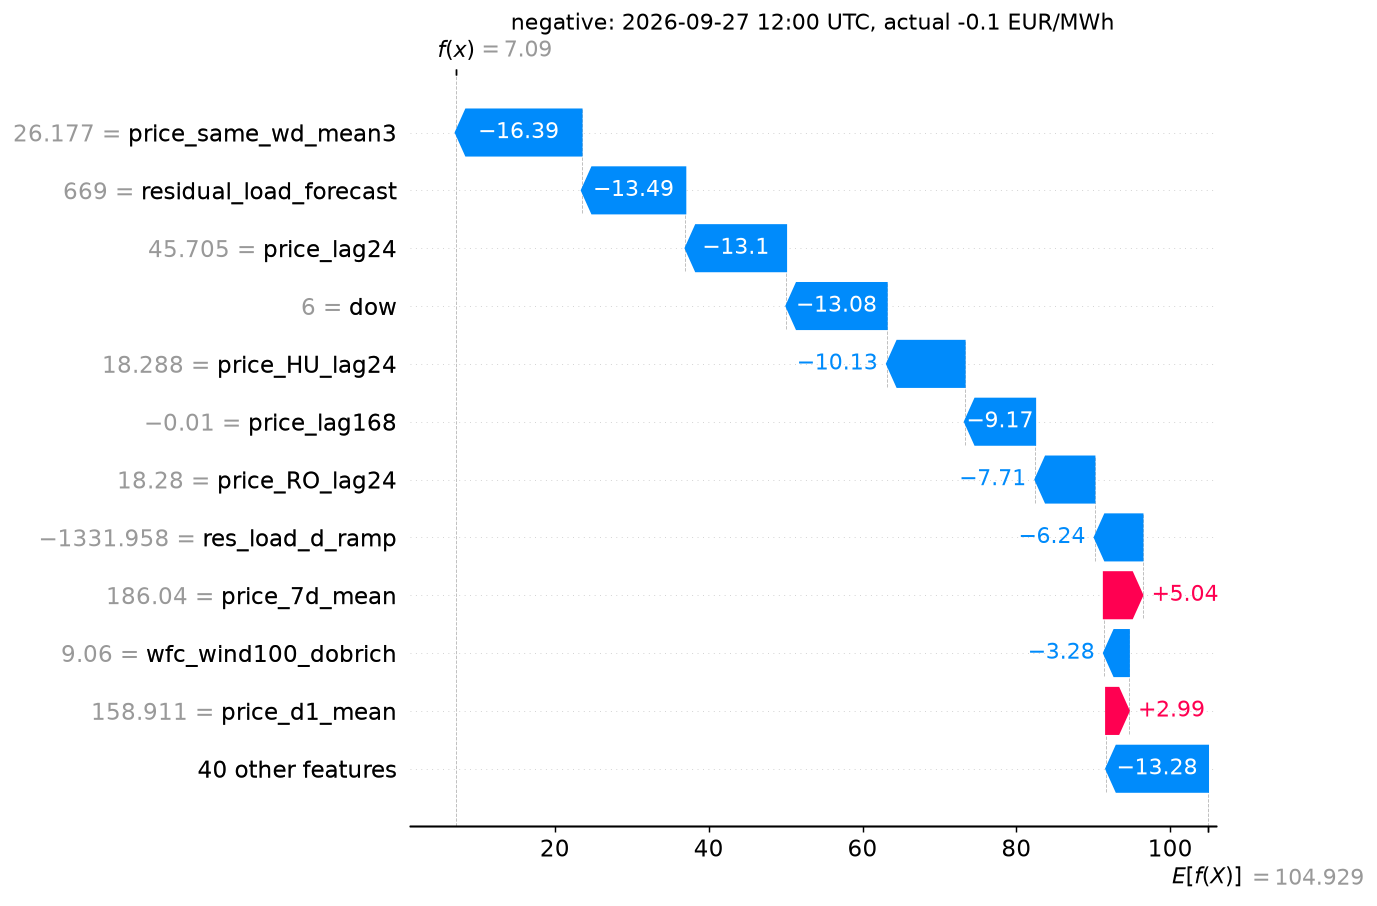 negative: 2026-09-27 12:00 UTC, actual -0.1 EUR/MWh
f(x) = 7.09
26.177 = price_same_wd_mean3 −16.39
669 = residual_load_forecast −13.49
45.705 = price_lag24 −13.1
6 = dow −13.08
18.288 = price_HU_lag24 −10.13
−0.01 = price_lag168 −9.17
18.28 = price_RO_lag24 −7.71
−1331.958 = res_load_d_ramp −6.24
186.04 = price_7d_mean +5.04
9.06 = wfc_wind100_dobrich −3.28
158.911 = price_d1_mean +2.99
40 other features −13.28
20 40 60 80 100
E[f(X)] = 104.929